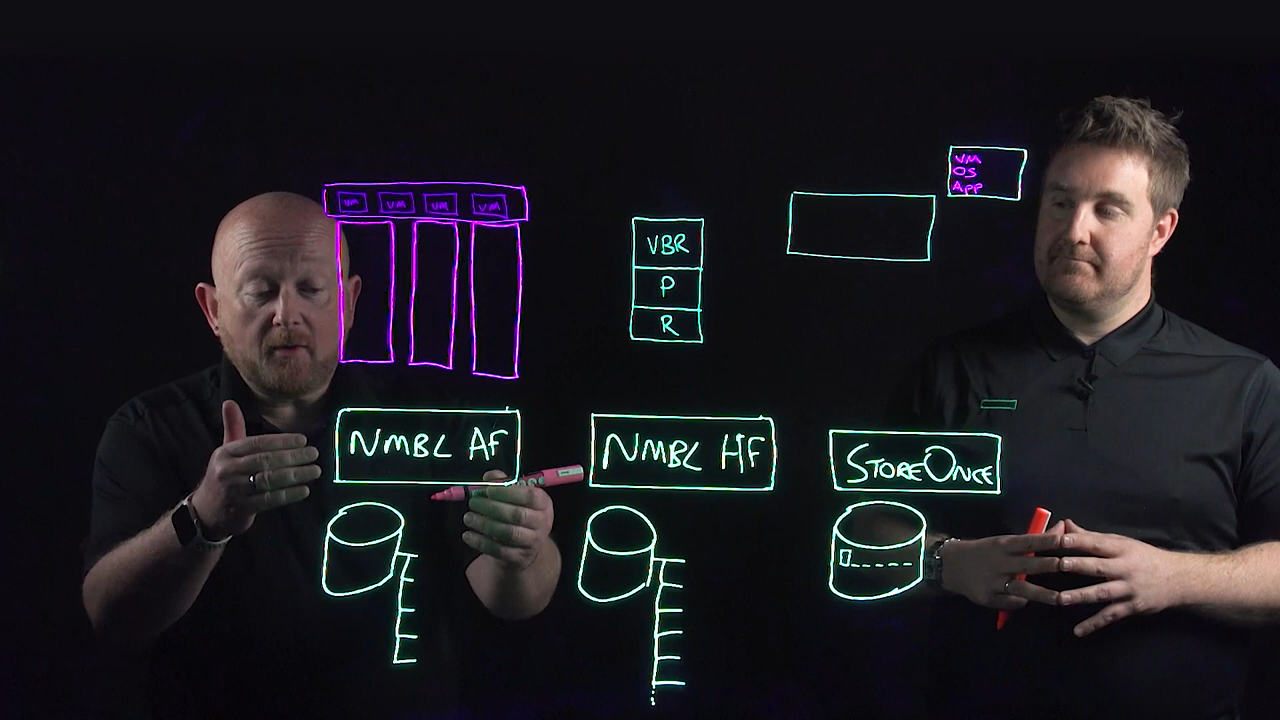 VM VM VM VM
VM
OS
APP
VBR
P
R
NMBL AF
NMBL HF
STOREONCE